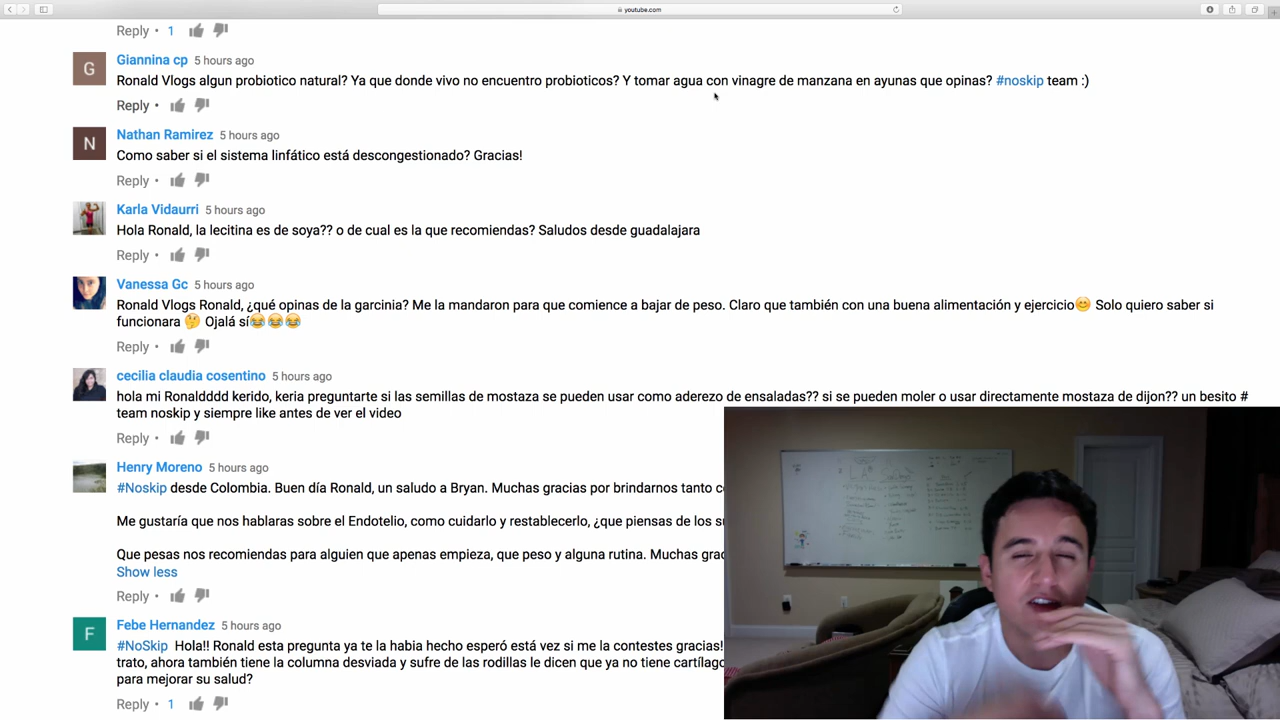 youtube.com
Reply • 1
G
Giannina cp 5 hours ago
Ronald Vlogs algun probiotico natural? Ya que donde vivo no encuentro probioticos? Y tomar agua con vinagre de manzana en ayunas que opinas? #noskip team :)
Reply •
N
Nathan Ramirez 5 hours ago
Como saber si el sistema linfático está descongestionado? Gracias!
Reply •
Karla Vidaurri 5 hours ago
Hola Ronald, la lecitina es de soya?? o de cual es la que recomiendas? Saludos desde guadalajara
Reply •
Vanessa Gc 5 hours ago
Ronald Vlogs Ronald, ¿qué opinas de la garcinia? Me la mandaron para que comience a bajar de peso. Claro que también con una buena alimentación y ejercicio😊 Solo quiero saber si
funcionara 🤔 Ojalá sí😂😂😂
Reply •
cecilia claudia cosentino 5 hours ago
hola mi Ronaldddd kerido, keria preguntarte si las semillas de mostaza se pueden usar como aderezo de ensaladas?? si se pueden moler o usar directamente mostaza de dijon?? un besito #
team noskip y siempre like antes de ver el video
Reply •
Henry Moreno 5 hours ago
#Noskip desde Colombia. Buen día Ronald, un saludo a Bryan. Muchas gracias por brindarnos tanto
Me gustaría que nos hablaras sobre el Endotelio, como cuidarlo y restablecerlo, ¿que piensas de los
Que pesas nos recomiendas para alguien que apenas empieza, que peso y alguna rutina. Muchas
Show less
Reply •
F
Febe Hernandez 5 hours ago
#NoSkip Hola!! Ronald esta pregunta ya te la habia hecho esperó está vez si me la contestes gracias!
trato, ahora también tiene la columna desviada y sufre de las rodillas le dicen que ya no tiene cartílago
para mejorar su salud?
Reply • 1